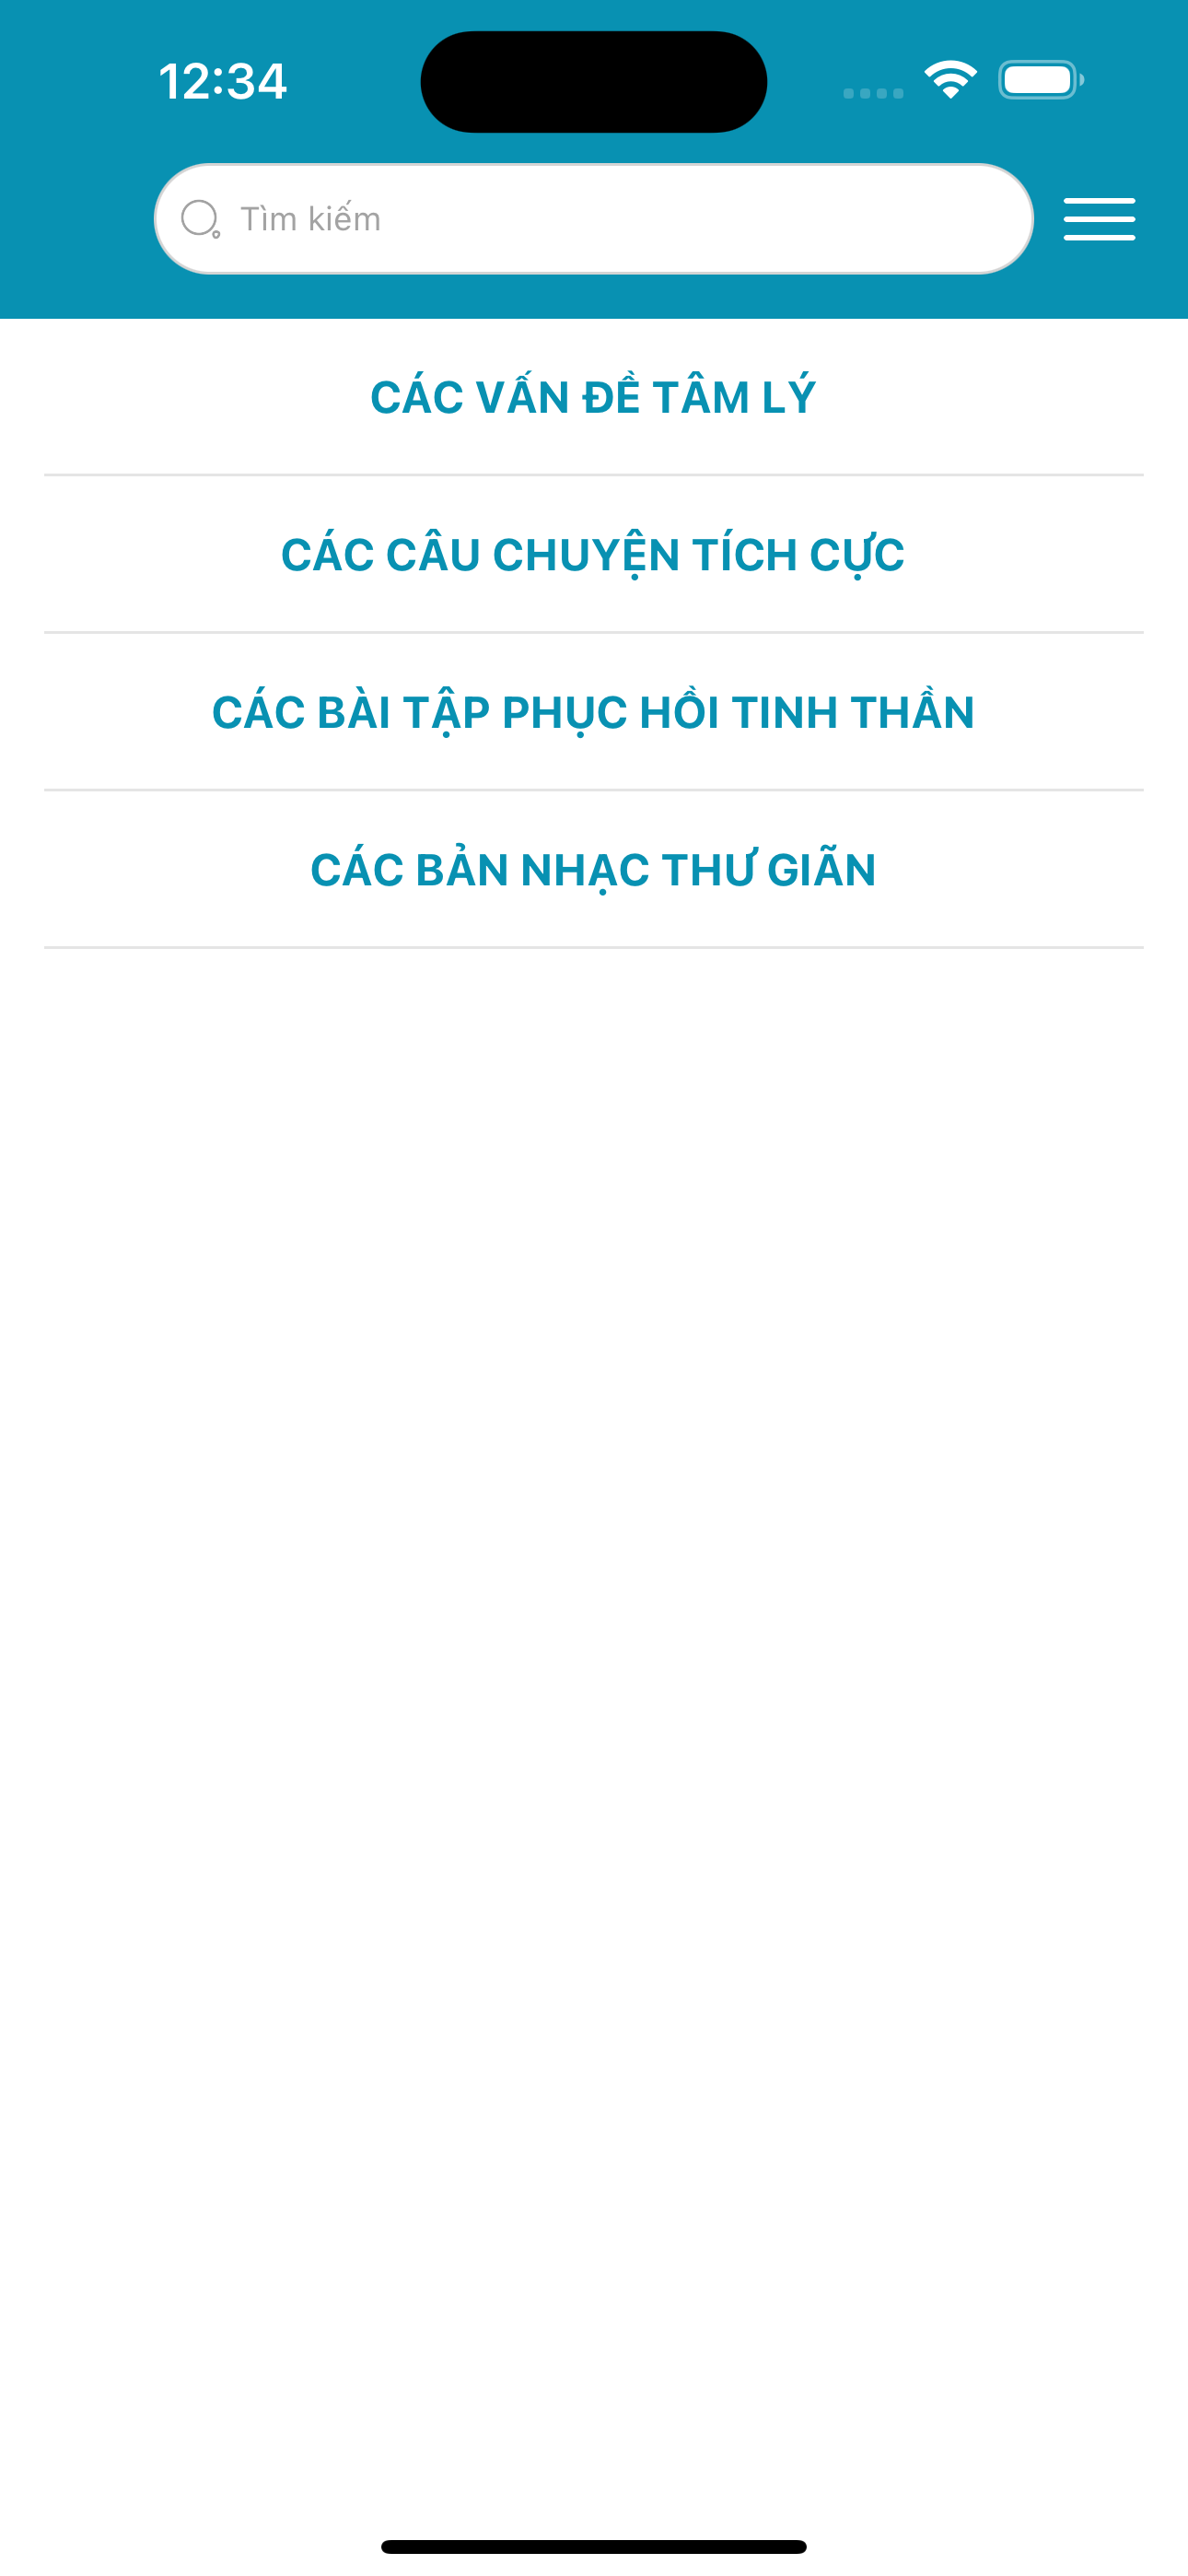 12:34
Tìm kiếm
CÁC VẤN ĐỀ TÂM LÝ
CÁC CÂU CHUYỆN TÍCH CỰC
CÁC BÀI TẬP PHỤC HỒI TINH THẦN
CÁC BẢN NHẠC THƯ GIÃN